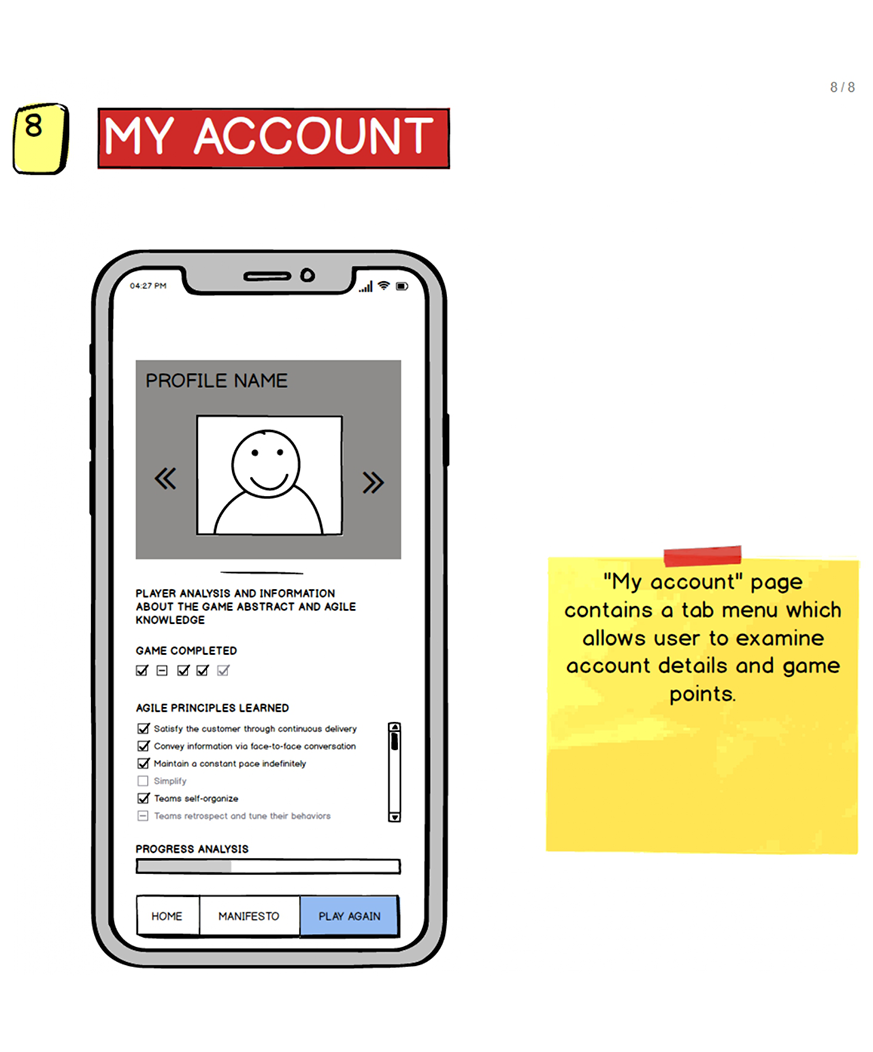 8 / 8
8
MY ACCOUNT
04:27 PM
PROFILE NAME
PLAYER ANALYSIS AND INFORMATION
ABOUT THE GAME ABSTRACT AND AGILE
KNOWLEDGE
GAME COMPLETED
AGILE PRINCIPLES LEARNED
Satisfy the customer through continuous delivery
Convey information via face-to-face conversation
Maintain a constant pace indefinitely
Simplify
Teams self-organize
Teams retrospect and tune their behaviors
PROGRESS ANALYSIS
HOME MANIFESTO PLAY AGAIN
"My account" page
contains a tab menu which
allows user to examine
account details and game
points.